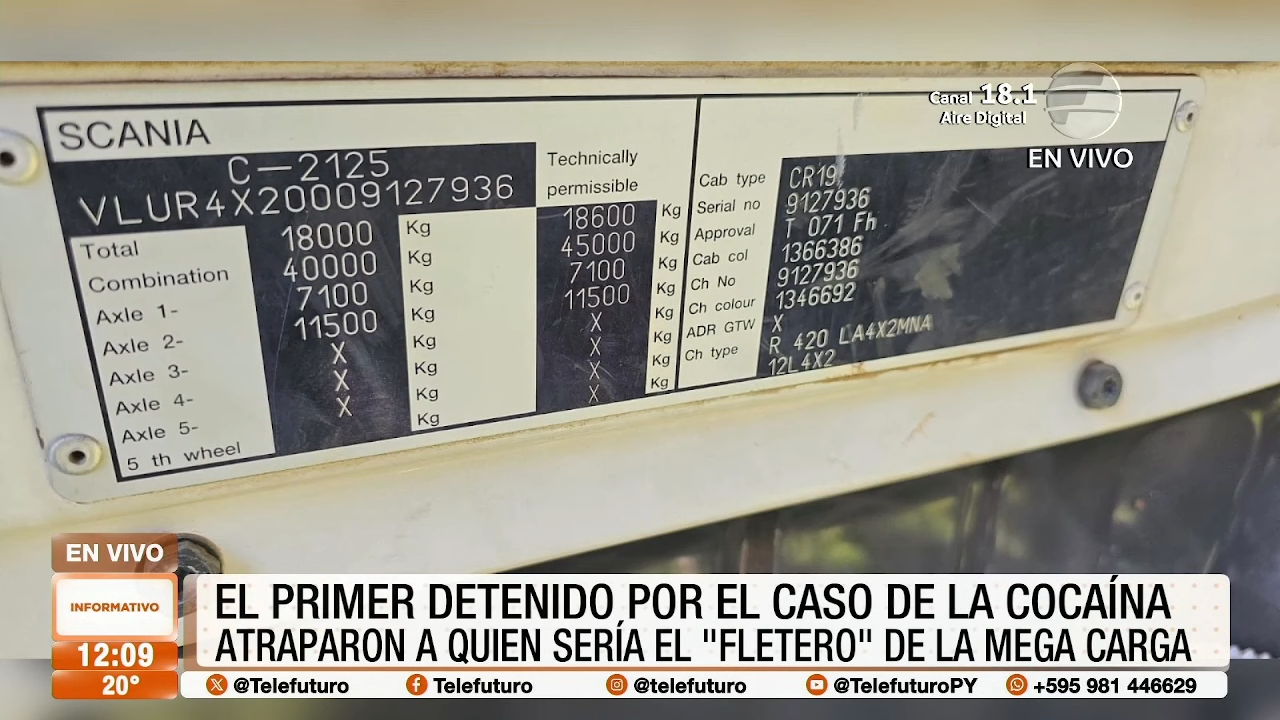 Canal 18.1
Aire Digital
EN VIVO
SCANIA
C-2125
VLUR4X20009127936
Technically
permissible
Total 18000 Kg 18600 Kg
Combination 40000 Kg 45000 Kg
Axle 1- 7100 Kg 7100 Kg
Axle 2- 11500 Kg 11500 Kg
Axle 3- X Kg X Kg
Axle 4- X Kg X Kg
Axle 5- X Kg X Kg
5 th wheel Kg X
Cab type CR19
Serial no 9127936
Approval T 071 Fh
Cab col 1366386
Ch No 9127936
Ch colour 1346692
ADR GTW X
Ch type R 420 LA4X2MNA
12L4X2
EN VIVO
INFORMATIVO
12:09
20°
EL PRIMER DETENIDO POR EL CASO DE LA COCAÍNA
ATRAPARON A QUIEN SERÍA EL "FLETERO" DE LA MEGA CARGA
@Telefuturo Telefuturo @telefuturo @TelefuturoPY +595 981 446629